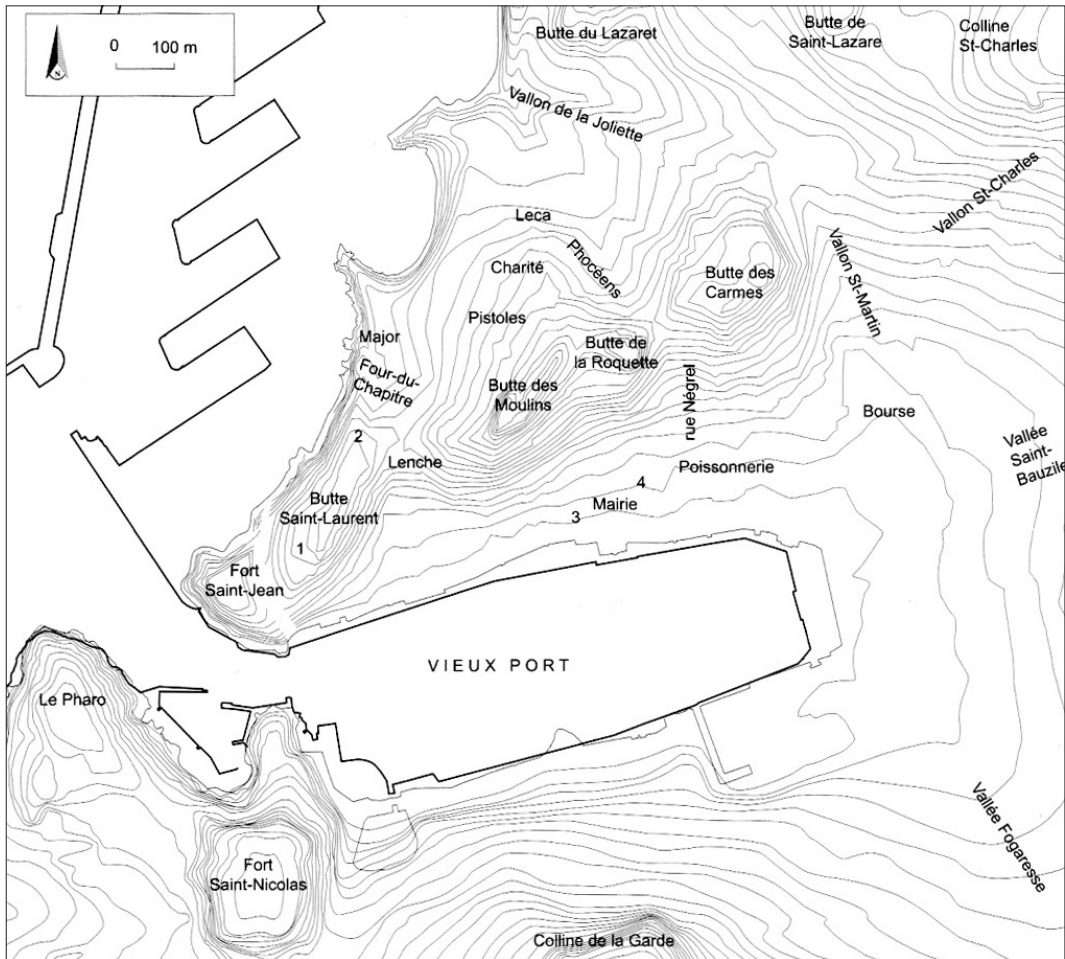 0 100 m
N
Butte du Lazaret
Butte de
Saint-Lazare
Colline
St-Charles
Vallon de la Joliette
Vallon St-Charles
Leca
Phocéens
Charité
Butte des
Carmes
Vallon St-Martin
Pistoles
Major
Butte de
la Roquette
Four-du-
Chapitre
Butte des
Moulins
rue Négrel
Bourse
Vallée
Saint-
Bauzile
2
Lenche
Poissonnerie
4
Butte
Saint-Laurent
Mairie
3
1
Fort
Saint-Jean
VIEUX PORT
Le Pharo
Vallée Fogaresse
Fort
Saint-Nicolas
Colline de la Garde